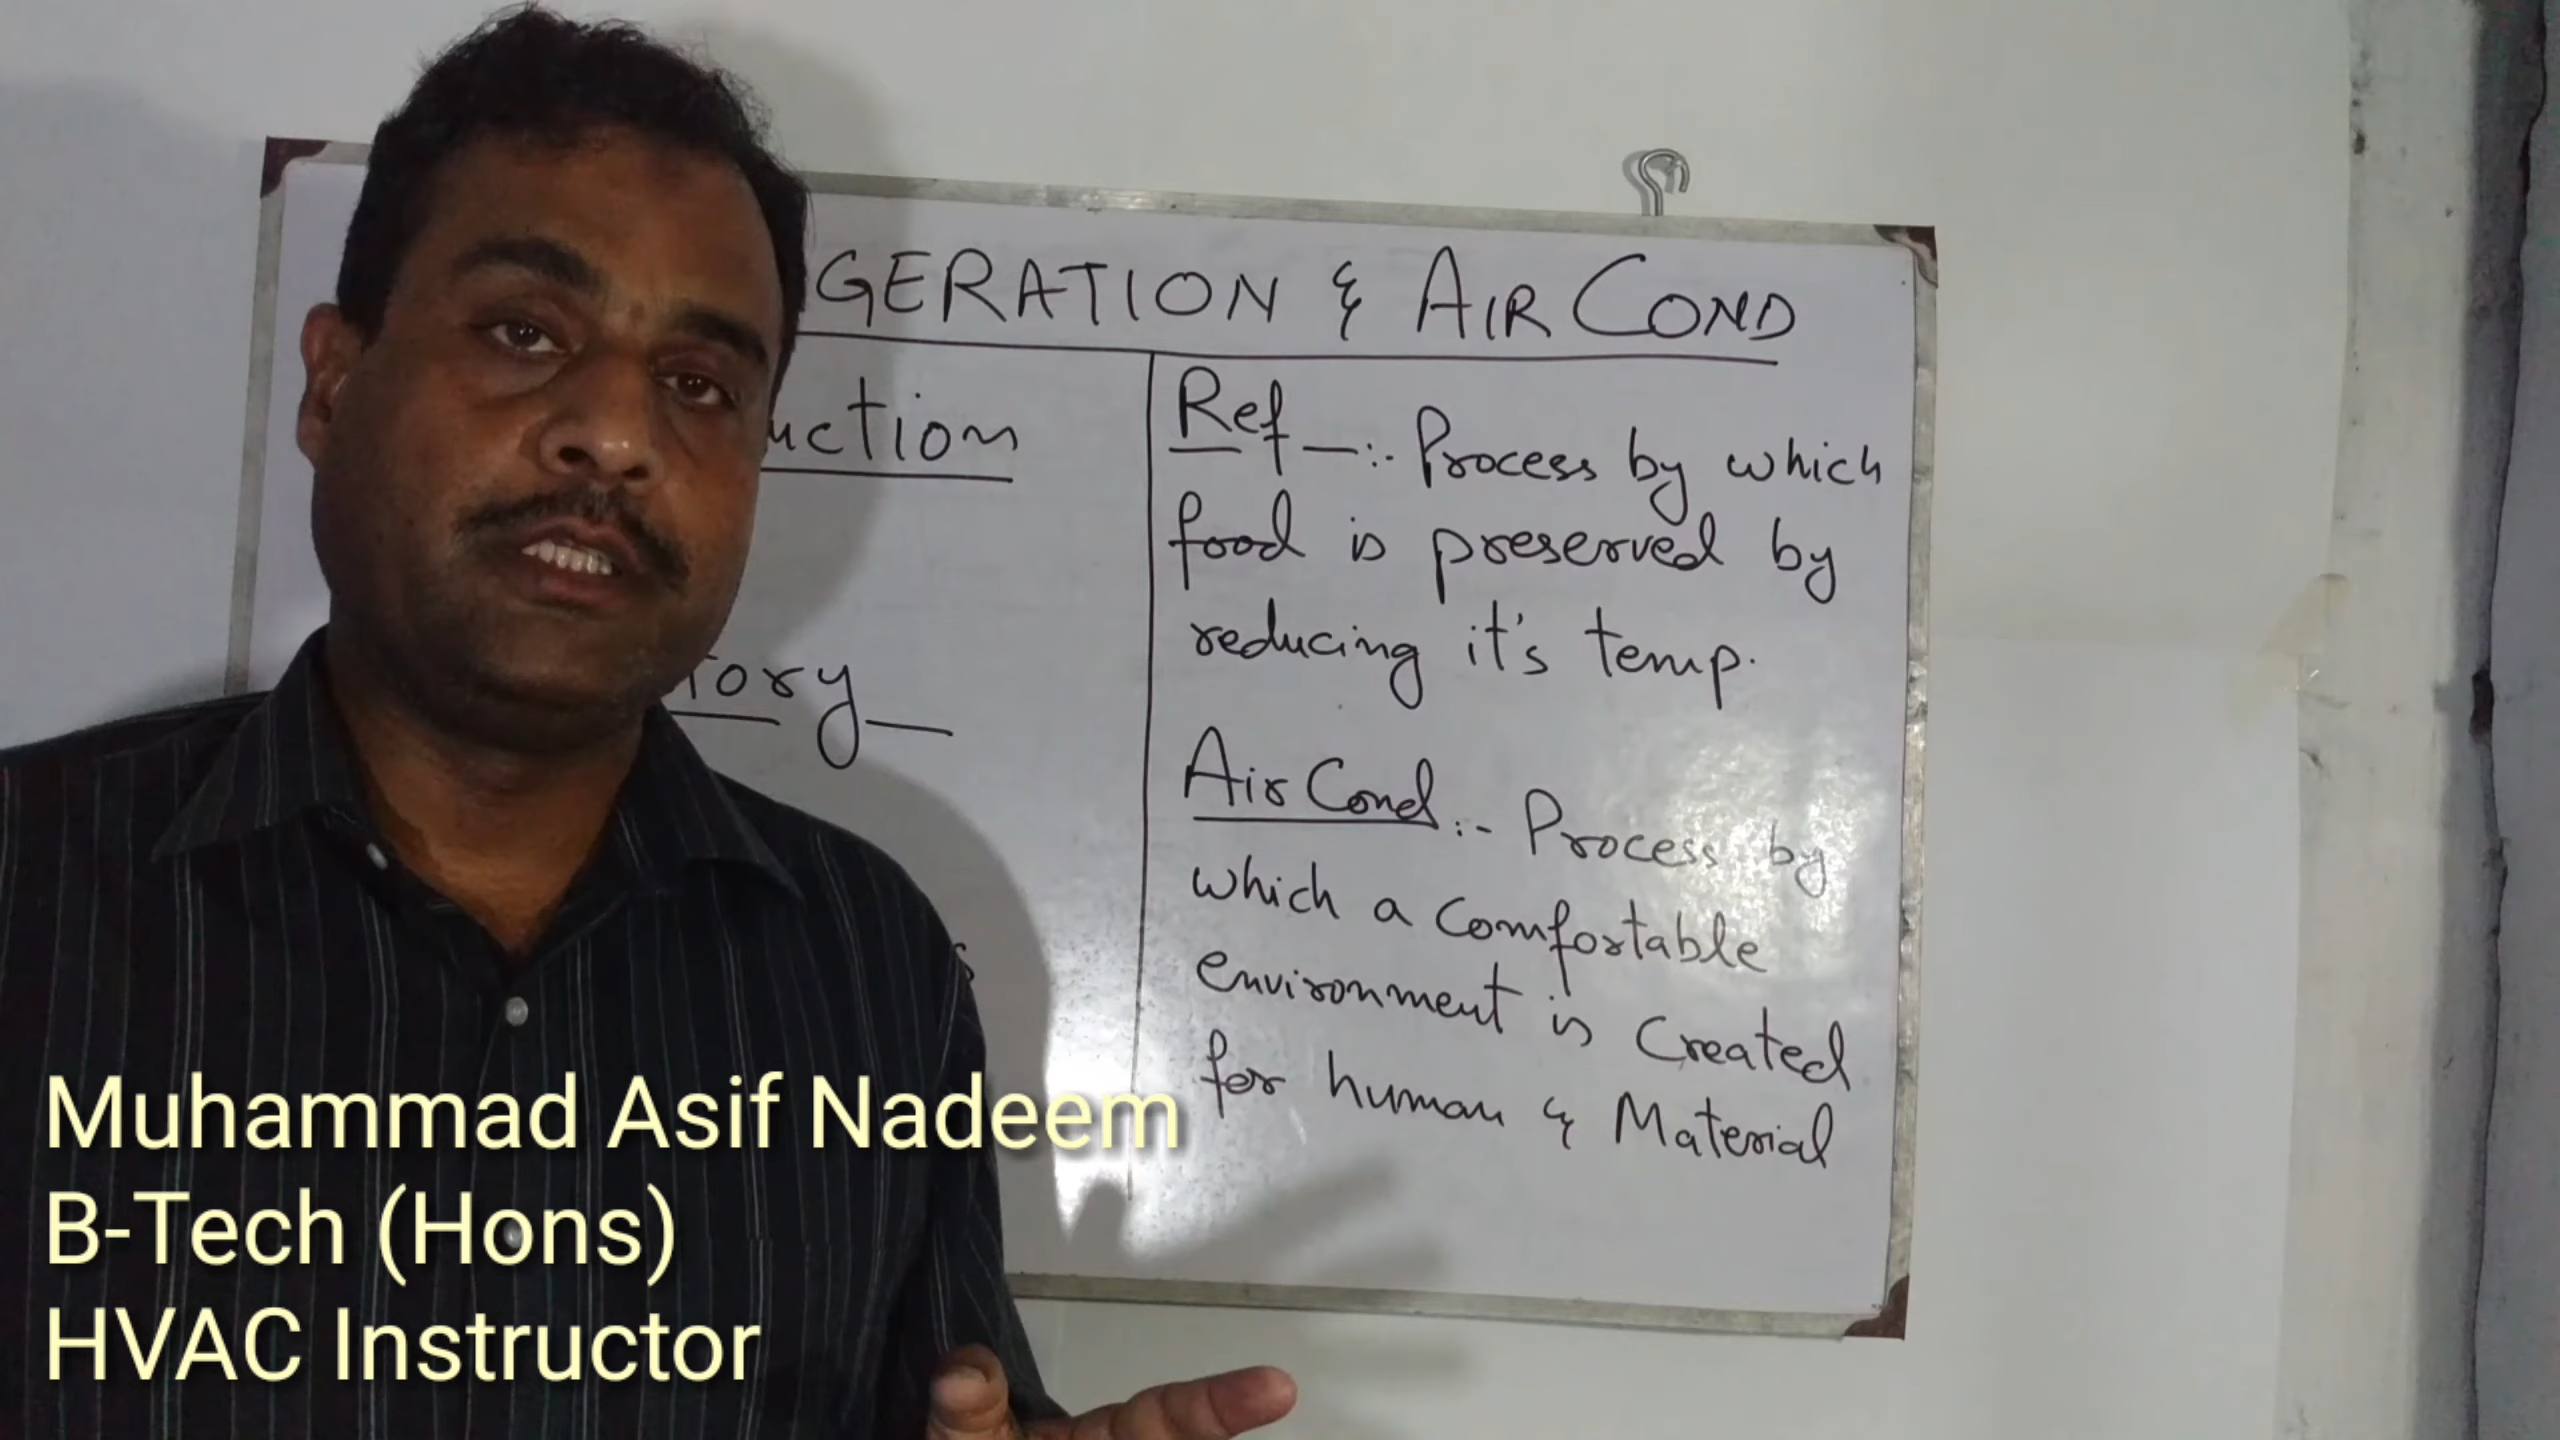 GERATION & AIR COND
uction
tory
s
Ref :- Process by which
food is preserved by
reducing it's temp.
Air Cond :- Process by
which a Comfortable
environment is Created
for human & Material
Muhammad Asif Nadeem
B-Tech (Hons)
HVAC Instructor